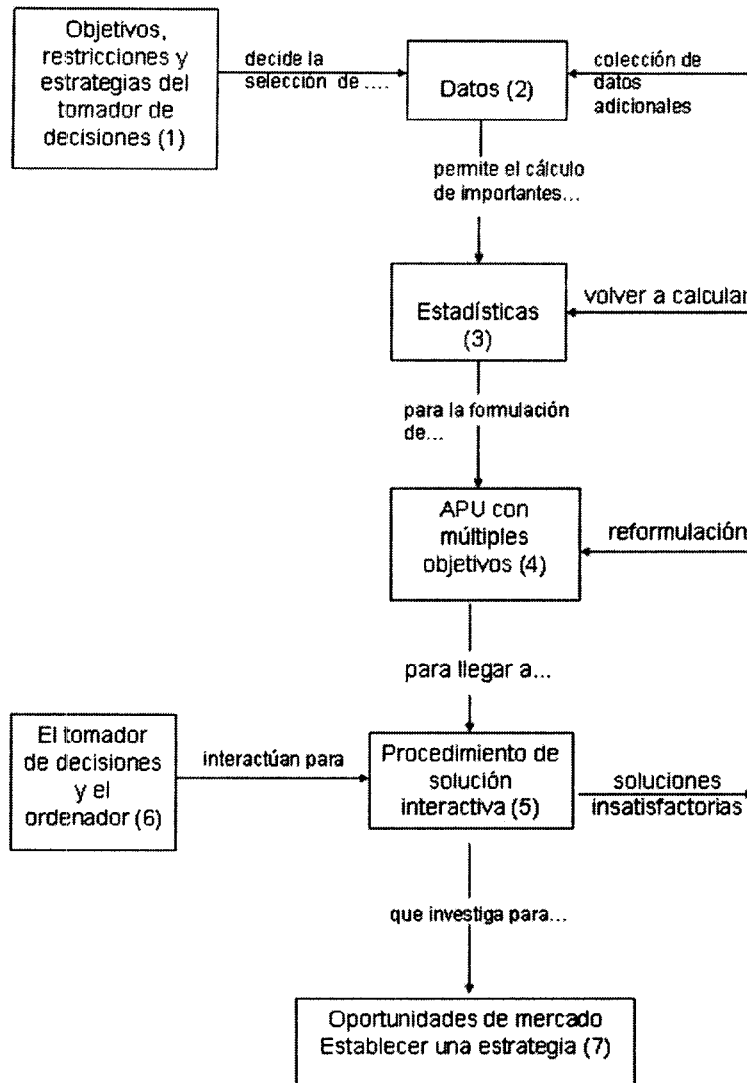 Objetivos,
restricciones y
estrategias del
tomador de
decisiones (1)
decide la
selección de ....
Datos (2)
colección de
datos
adicionales
permite el cálculo
de importantes...
Estadísticas
(3)
volver a calcular
para la formulación
de...
APU con
múltiples
objetivos (4)
reformulación
para llegar a...
El tomador
de decisiones
y el
ordenador (6)
interactúan para
Procedimiento de
solución
interactiva (5)
soluciones
insatisfactorias
que investiga para...
Oportunidades de mercado
Establecer una estrategia (7)